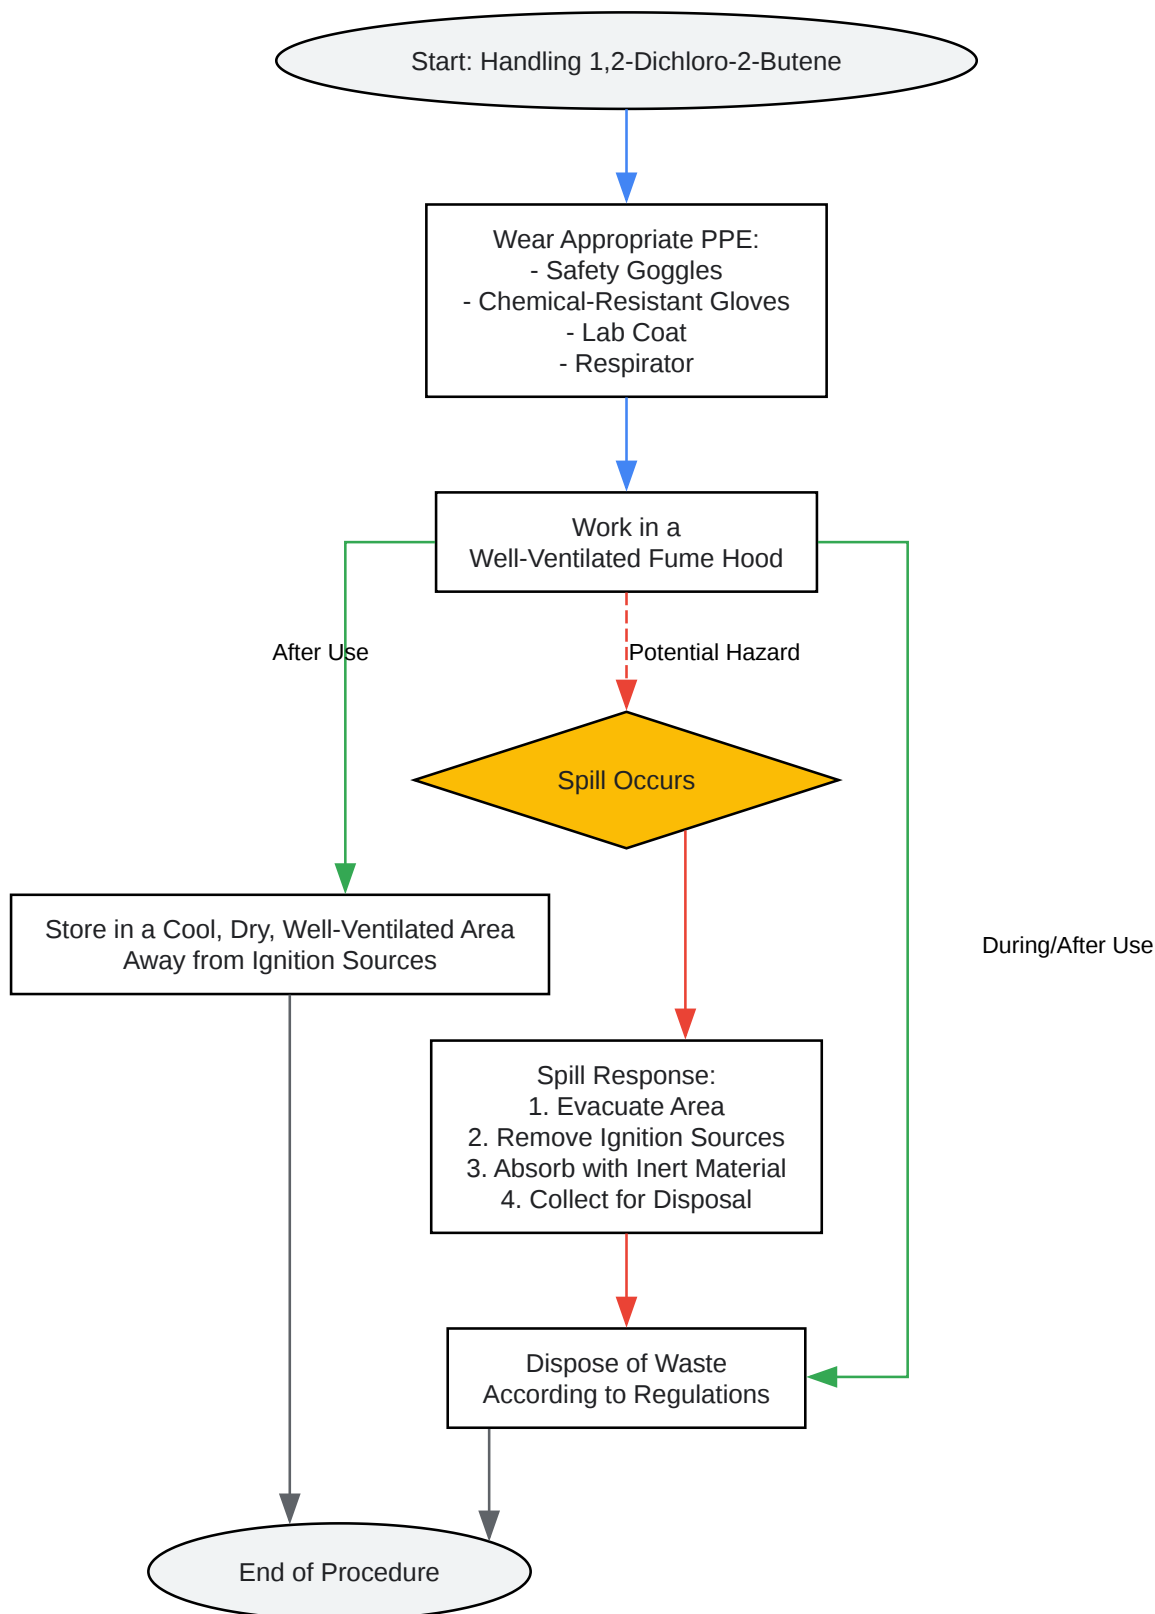 Start: Handling 1,2-Dichloro-2-Butene
Wear Appropriate PPE:
- Safety Goggles
- Chemical-Resistant Gloves
- Lab Coat
- Respirator
Work in a
Well-Ventilated Fume Hood
After Use
Potential Hazard
Spill Occurs
Store in a Cool, Dry, Well-Ventilated Area
Away from Ignition Sources
During/After Use
Spill Response:
1. Evacuate Area
2. Remove Ignition Sources
3. Absorb with Inert Material
4. Collect for Disposal
Dispose of Waste
According to Regulations
End of Procedure